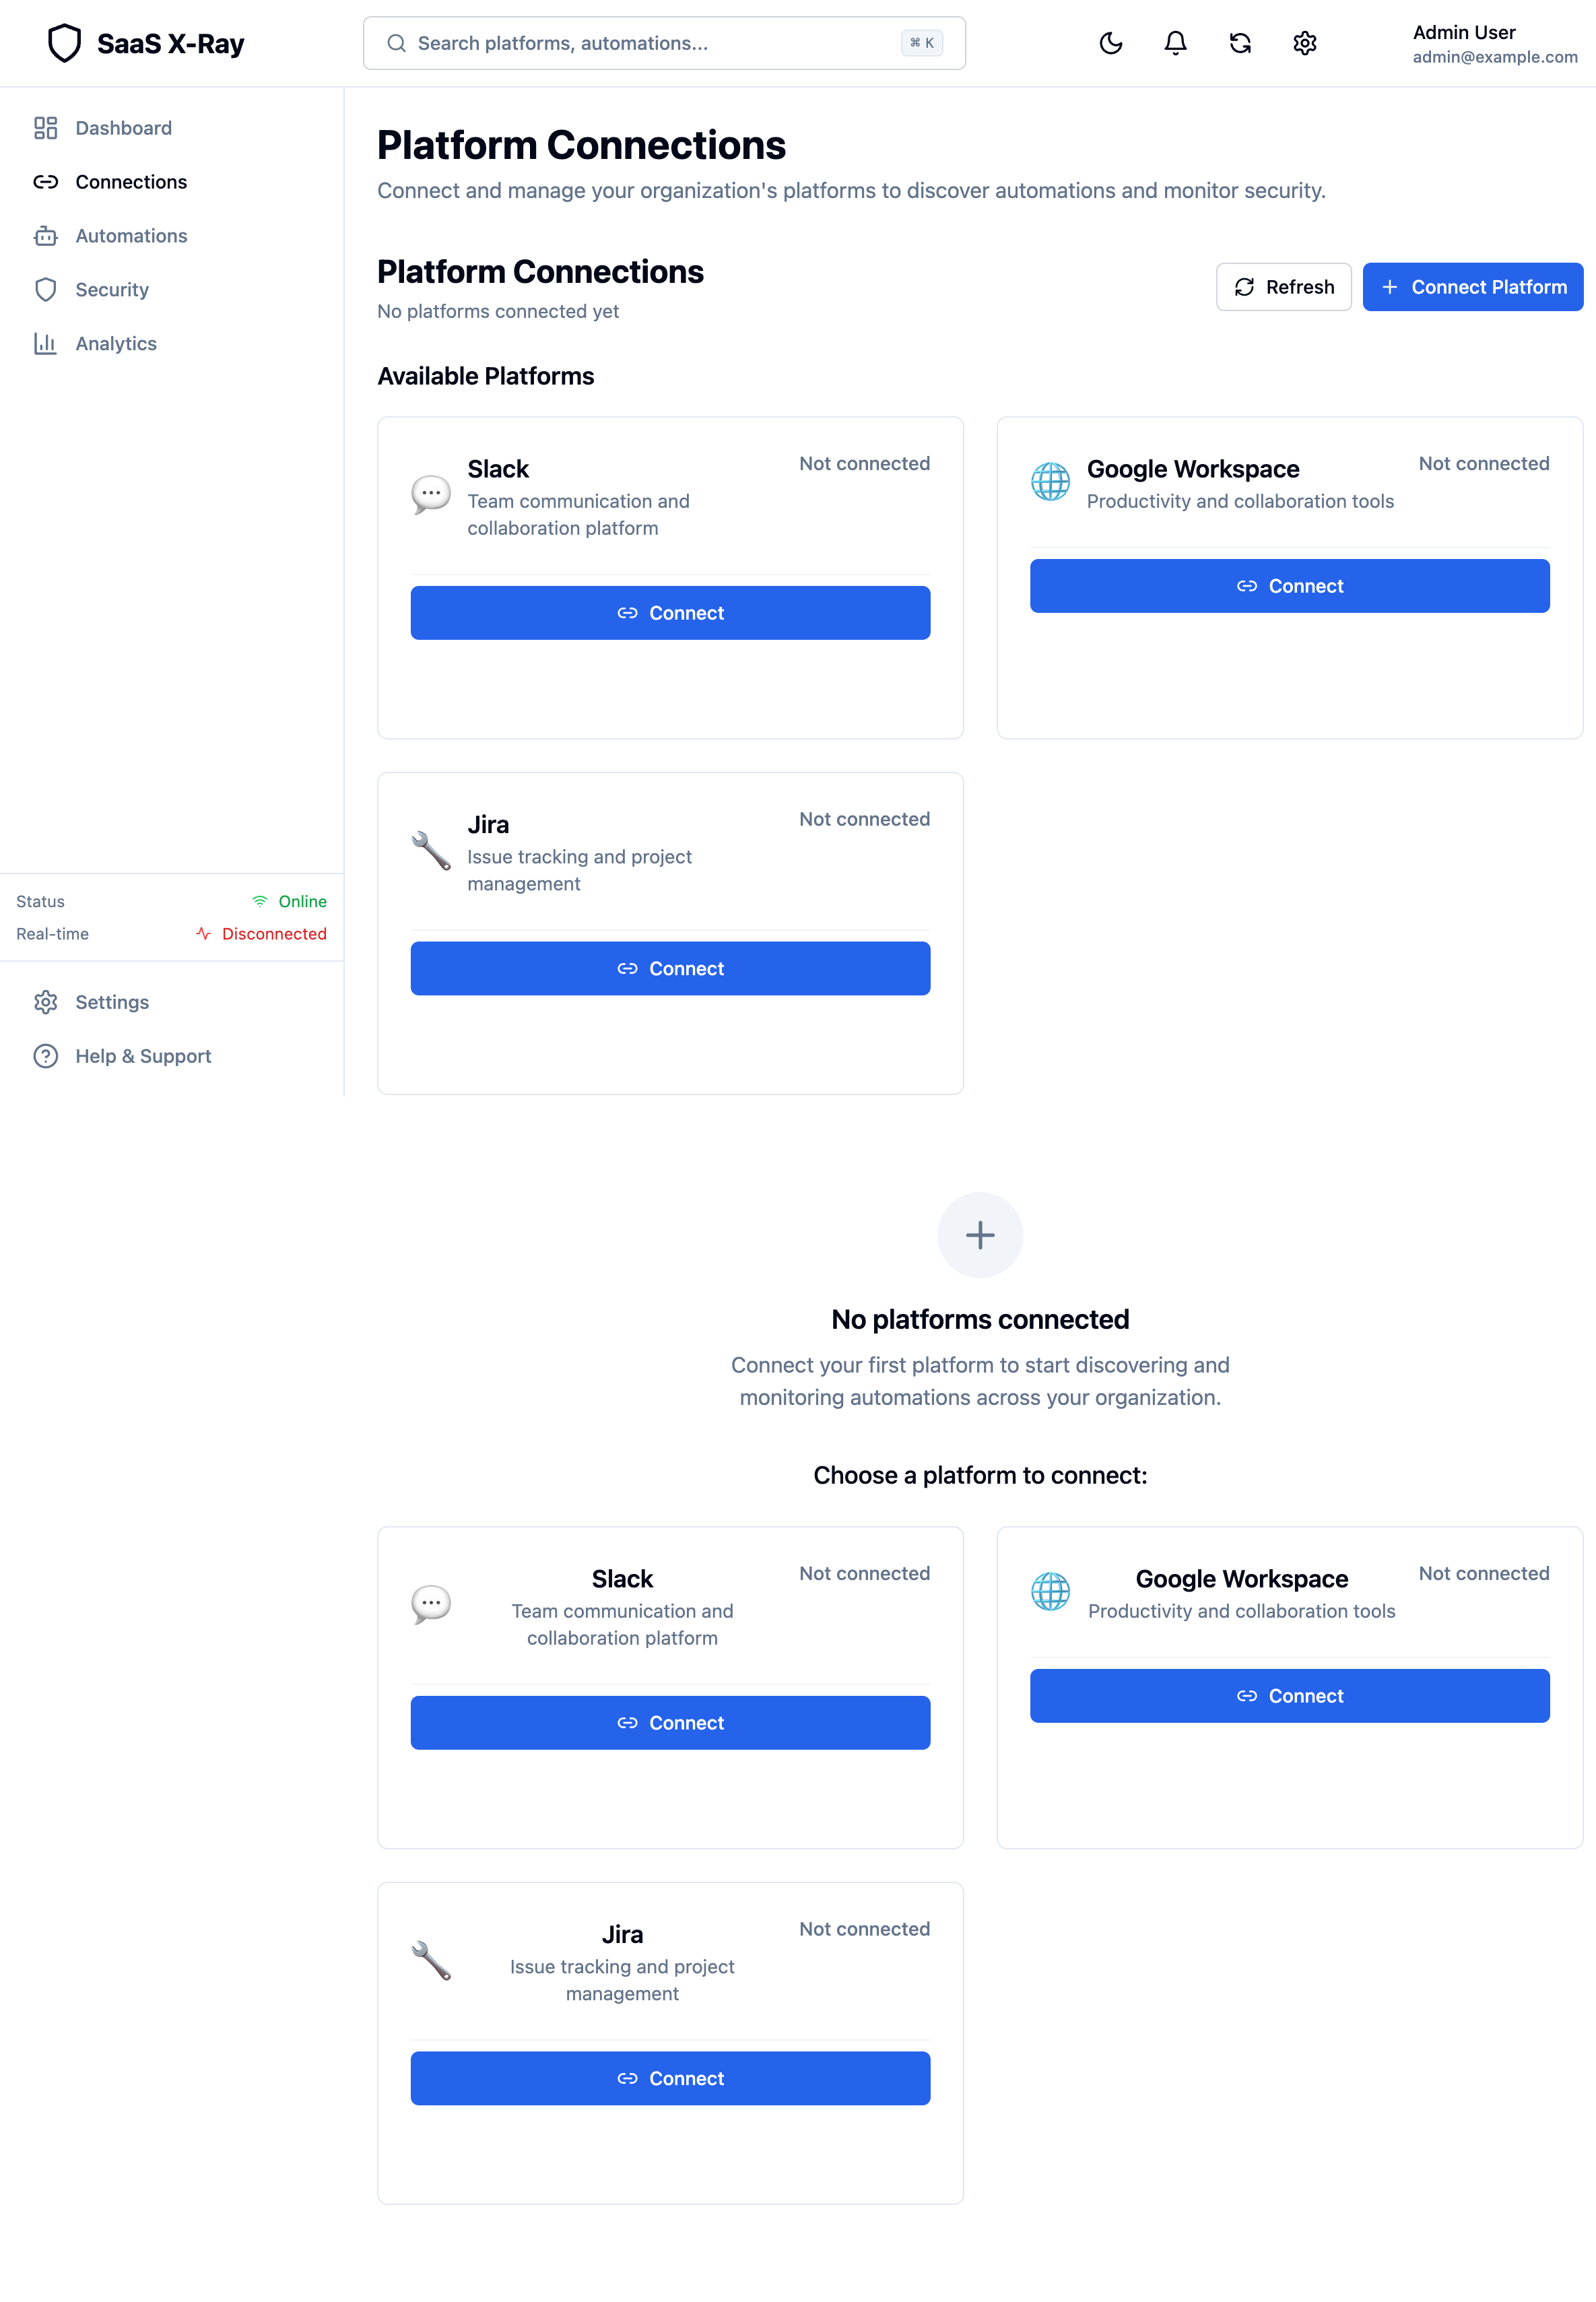 SaaS X-Ray
Search platforms, automations...
⌘ K
Admin User
admin@example.com
Dashboard
Connections
Automations
Security
Analytics
Status
Online
Real-time
Disconnected
Settings
Help & Support
Platform Connections
Connect and manage your organization's platforms to discover automations and monitor security.
Platform Connections
No platforms connected yet
Refresh
Connect Platform
Available Platforms
Slack
Not connected
Team communication and
collaboration platform
Connect
Google Workspace
Not connected
Productivity and collaboration tools
Connect
Jira
Not connected
Issue tracking and project
management
Connect
No platforms connected
Connect your first platform to start discovering and
monitoring automations across your organization.
Choose a platform to connect:
Slack
Not connected
Team communication and
collaboration platform
Connect
Google Workspace
Not connected
Productivity and collaboration tools
Connect
Jira
Not connected
Issue tracking and project
management
Connect